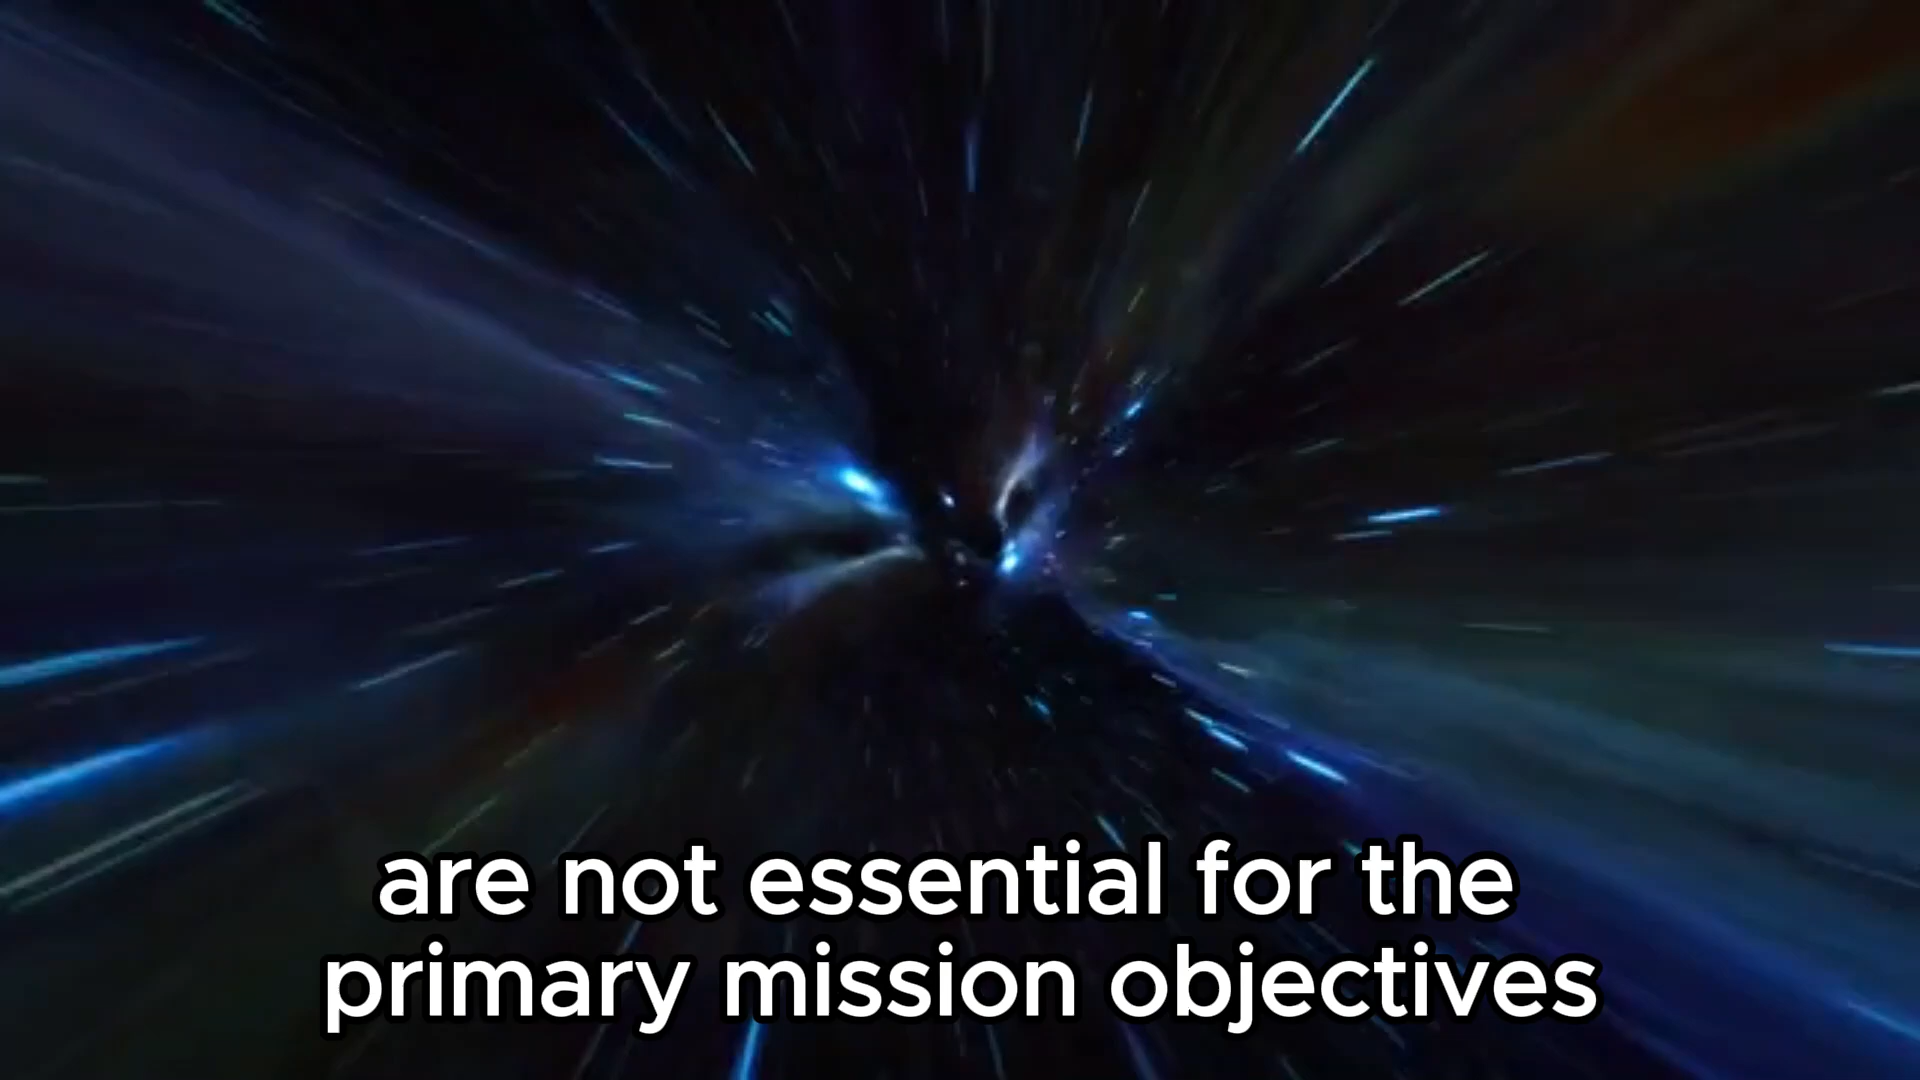 are not essential for the
primary mission objectives